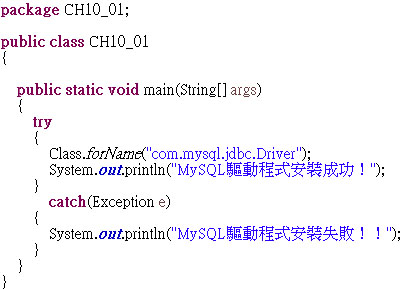 package CH10_01;
public class CH10_01
{
public static void main(String[] args)
{
try
{
Class.forName("com.mysql.jdbc.Driver");
System.out.println("MySQL驅動程式安裝成功！");
}
catch(Exception e)
{
System.out.println("MySQL驅動程式安裝失敗！！");
}
}
}